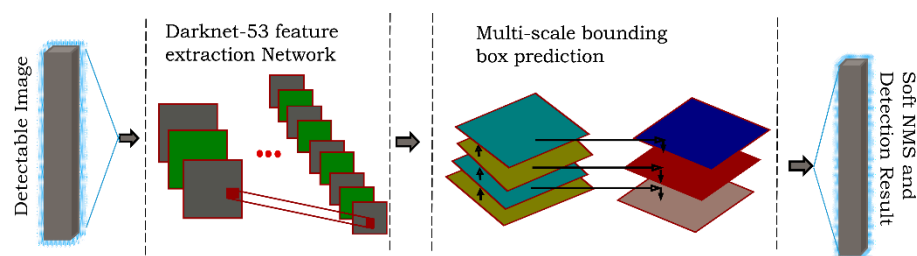 Detectable Image
Darknet-53 feature
extraction Network
Multi-scale bounding
box prediction
Soft NMS and
Detection Result